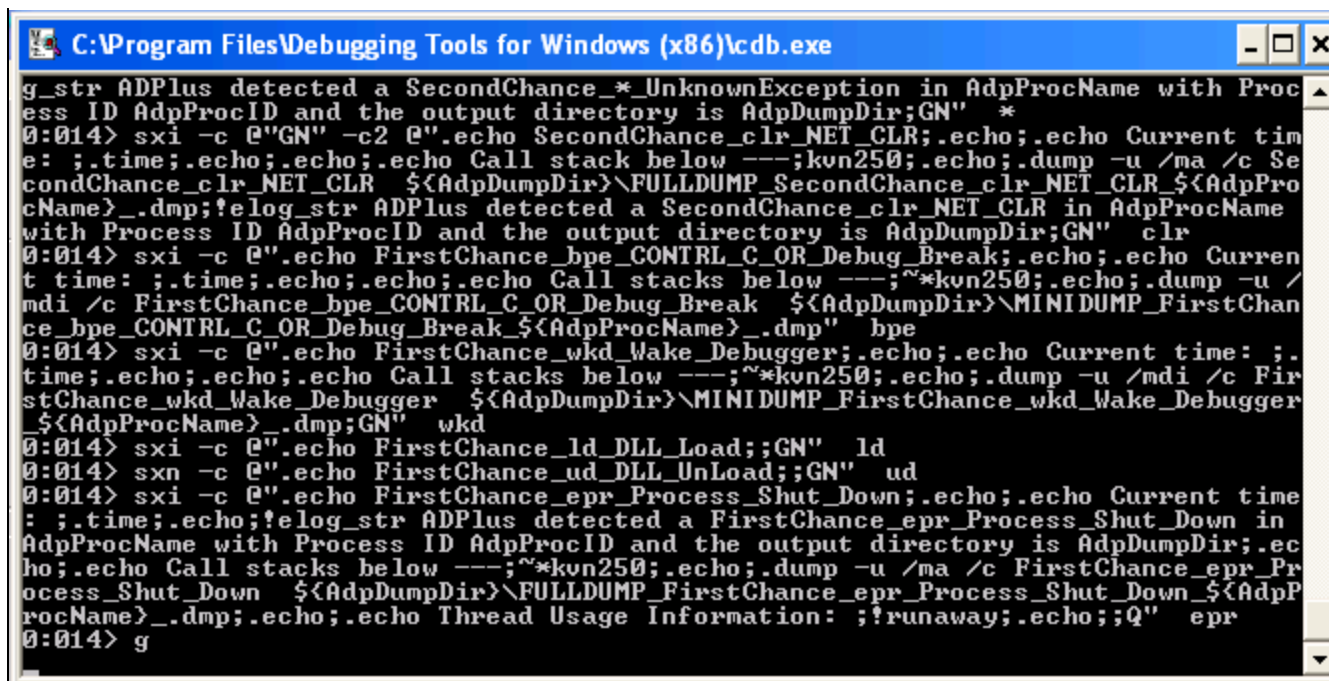 C:\Program Files\Debugging Tools for Windows (x86)\cdb.exe
g_str ADPlus detected a SecondChance_*_UnknownException in AdpProcName with Proc
ess ID AdpProcID and the output directory is AdpDumpDir;GN"  *
0:014> sxi -c @"GN" -c2 @".echo SecondChance_clr_NET_CLR;.echo;.echo Current tim
e: ;.time;.echo;.echo;.echo Call stack below ---;kvn250;.echo;.dump -u /ma /c Se
condChance_clr_NET_CLR  ${AdpDumpDir}\FULLDUMP_SecondChance_clr_NET_CLR_${AdpPro
cName}_.dmp;!elog_str ADPlus detected a SecondChance_clr_NET_CLR in AdpProcName
with Process ID AdpProcID and the output directory is AdpDumpDir;GN"  clr
0:014> sxi -c @".echo FirstChance_bpe_CONTRL_C_OR_Debug_Break;.echo;.echo Curren
t time: ;.time;.echo;.echo;.echo Call stacks below ---;~*kvn250;.echo;.dump -u /
mdi /c FirstChance_bpe_CONTRL_C_OR_Debug_Break  ${AdpDumpDir}\MINIDUMP_FirstChan
ce_bpe_CONTRL_C_OR_Debug_Break_${AdpProcName}_.dmp"  bpe
0:014> sxi -c @".echo FirstChance_wkd_Wake_Debugger;.echo;.echo Current time: ;.
time;.echo;.echo;.echo Call stacks below ---;~*kvn250;.echo;.dump -u /mdi /c Fir
stChance_wkd_Wake_Debugger  ${AdpDumpDir}\MINIDUMP_FirstChance_wkd_Wake_Debugger
_${AdpProcName}_.dmp;GN"  wkd
0:014> sxi -c @".echo FirstChance_ld_DLL_Load;;GN"  ld
0:014> sxn -c @".echo FirstChance_ud_DLL_UnLoad;;GN"  ud
0:014> sxi -c @".echo FirstChance_epr_Process_Shut_Down;.echo;.echo Current time
: ;.time;.echo;!elog_str ADPlus detected a FirstChance_epr_Process_Shut_Down in
AdpProcName with Process ID AdpProcID and the output directory is AdpDumpDir;.ec
ho;.echo Call stacks below ---;~*kvn250;.echo;.dump -u /ma /c FirstChance_epr_Pr
ocess_Shut_Down  ${AdpDumpDir}\FULLDUMP_FirstChance_epr_Process_Shut_Down_${AdpP
rocName}_.dmp;.echo;.echo Thread Usage Information: ;!runaway;.echo;;Q"  epr
0:014> g